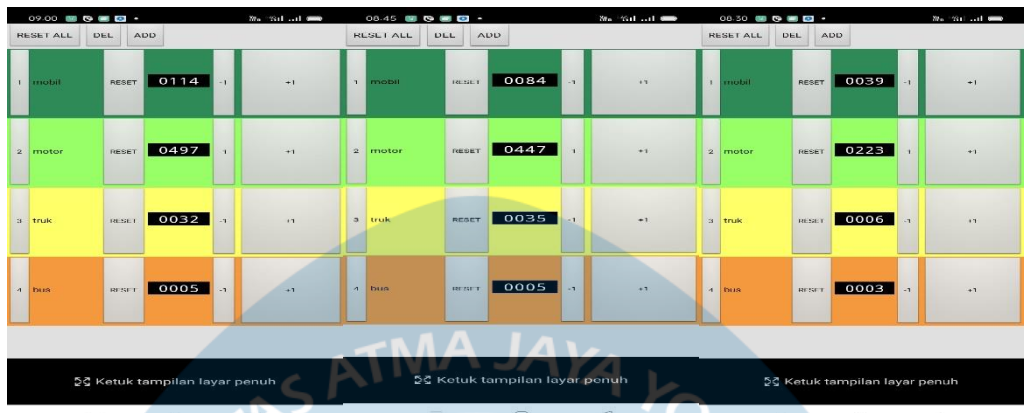 09:00
RESET ALL DEL ADD
1 mobil RESET 0114 -1 +1
2 motor RESET 0497 -1 +1
3 truk RESET 0032 -1 +1
4 bus RESET 0005 -1 +1
Ketuk tampilan layar penuh
08:45
RESET ALL DEL ADD
1 mobil RESET 0084 -1 +1
2 motor RESET 0447 -1 +1
3 truk RESET 0035 -1 +1
4 bus RESET 0005 -1 +1
Ketuk tampilan layar penuh
08:30
RESET ALL DEL ADD
1 mobil RESET 0039 -1 +1
2 motor RESET 0223 -1 +1
3 truk RESET 0006 -1 +1
4 bus RESET 0003 -1 +1
Ketuk tampilan layar penuh
AS ATMA JAYA YO